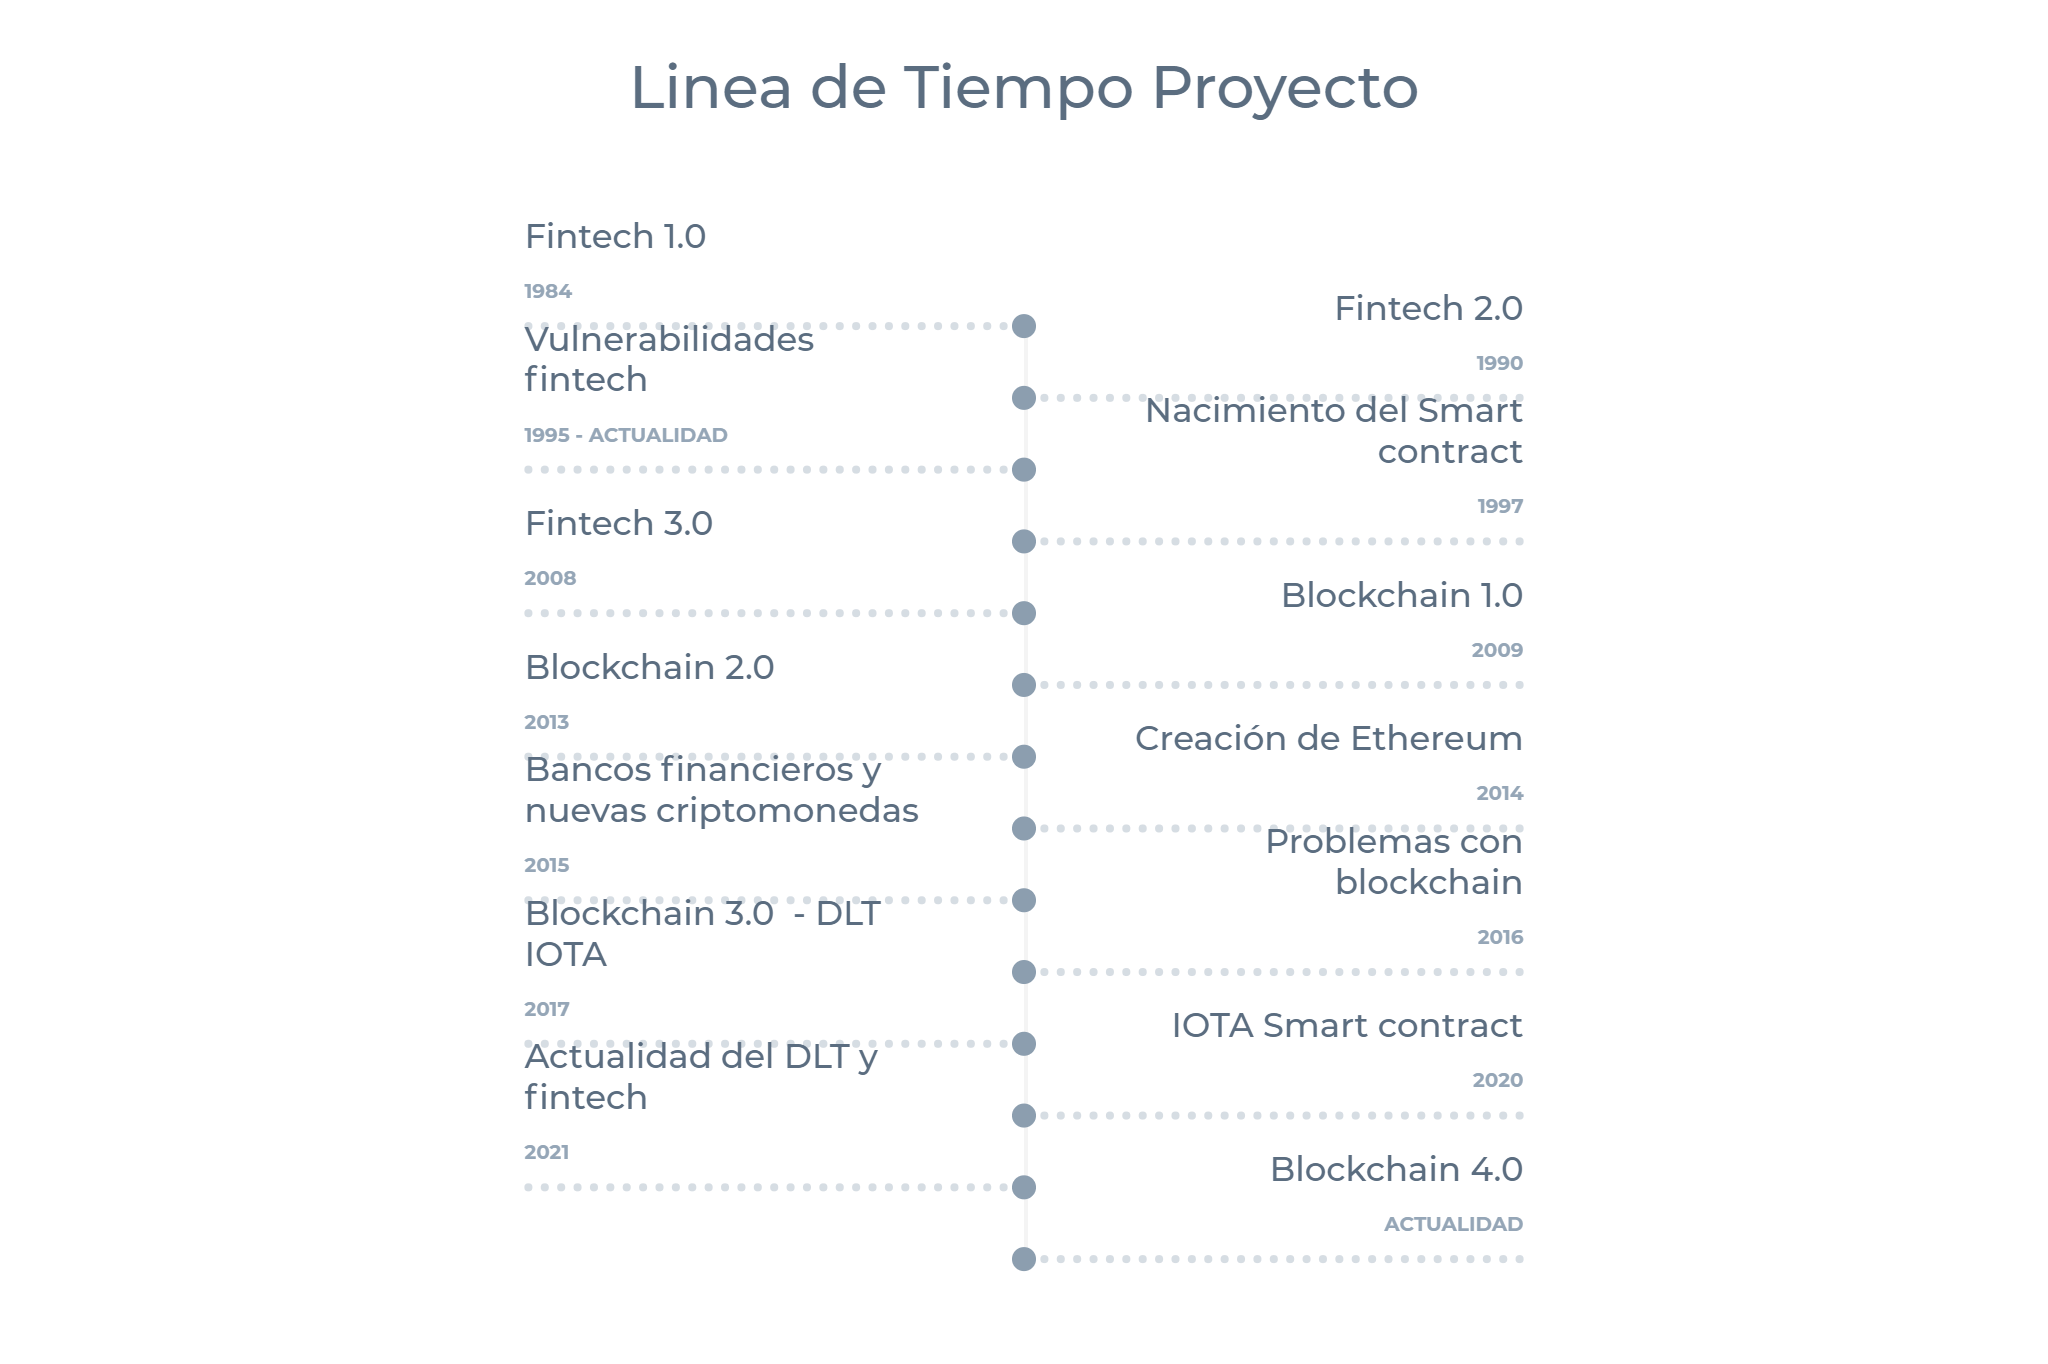 Linea de Tiempo Proyecto
Fintech 1.0
1984
Fintech 2.0
1990
Vulnerabilidades
fintech
1995 - ACTUALIDAD
Nacimiento del Smart
contract
1997
Fintech 3.0
2008
Blockchain 1.0
2009
Blockchain 2.0
2013
Creación de Ethereum
2014
Bancos financieros y
nuevas criptomonedas
2015
Problemas con
blockchain
2016
Blockchain 3.0  - DLT
IOTA
2017
IOTA Smart contract
2020
Actualidad del DLT y
fintech
2021
Blockchain 4.0
ACTUALIDAD